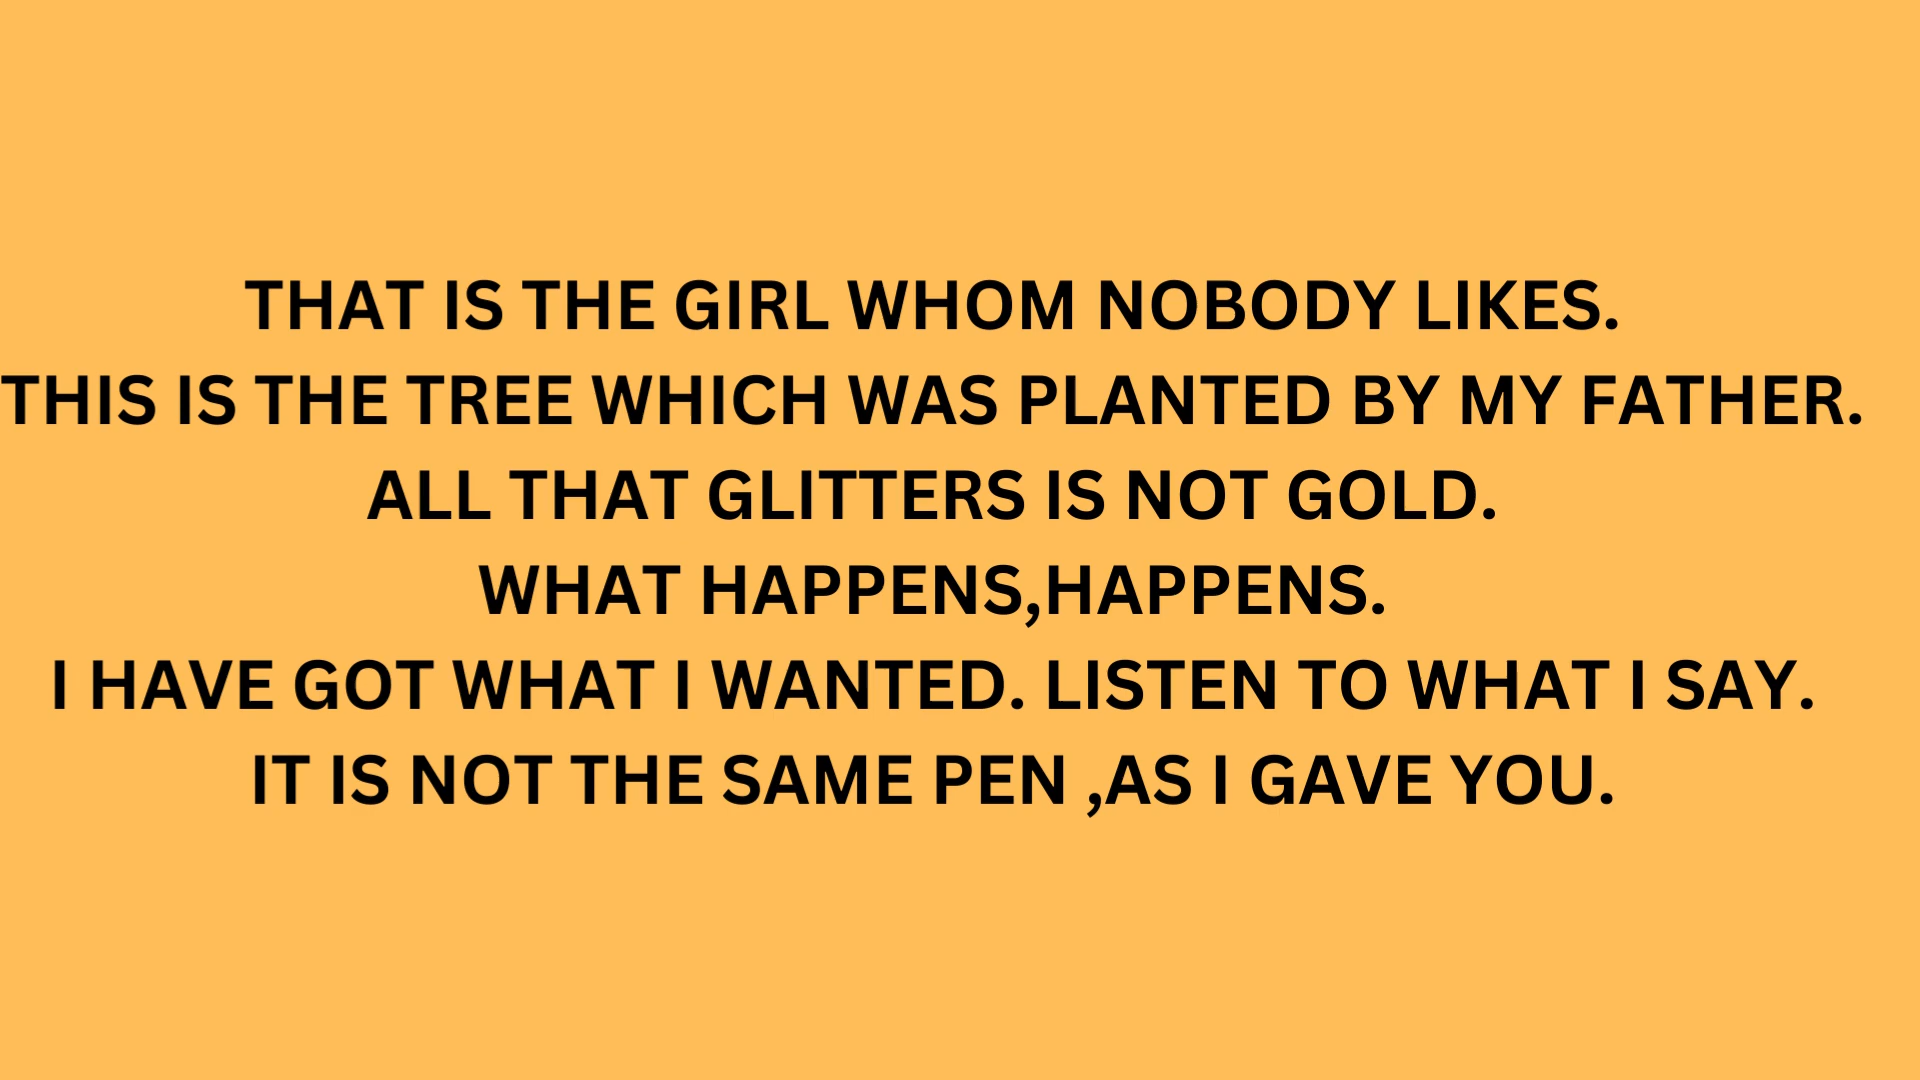 THAT IS THE GIRL WHOM NOBODY LIKES.
THIS IS THE TREE WHICH WAS PLANTED BY MY FATHER.
ALL THAT GLITTERS IS NOT GOLD.
WHAT HAPPENS,HAPPENS.
I HAVE GOT WHAT I WANTED. LISTEN TO WHAT I SAY.
IT IS NOT THE SAME PEN ,AS I GAVE YOU.